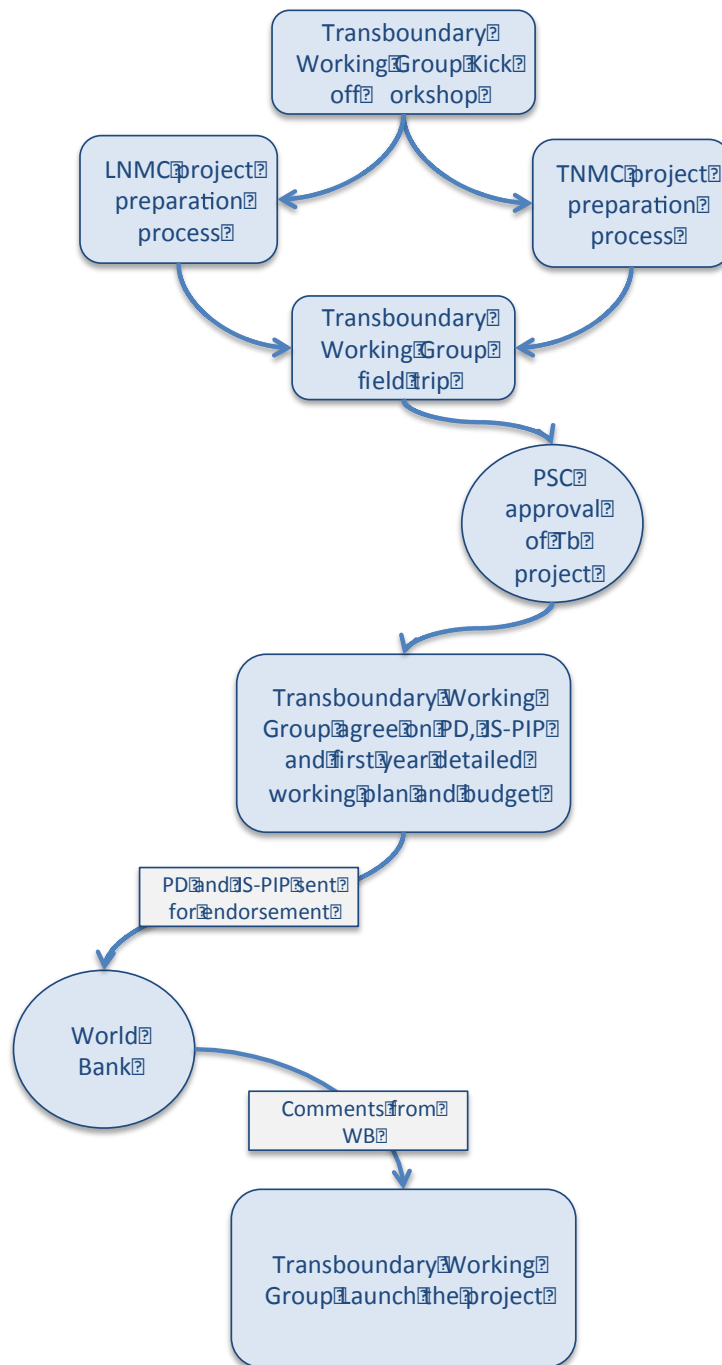 Transboundary
Working Group Kick
off orkshop
LNMC project
preparation
process
TNMC project
preparation
process
Transboundary
Working Group
field trip
PSC
approval
of Tb
project
Transboundary Working
Group agree on PD, JS-PIP
and first year detailed
working plan and budget
PD and JS-PIP sent
for endorsement
World
Bank
Comments from
WB
Transboundary Working
Group Launch the project